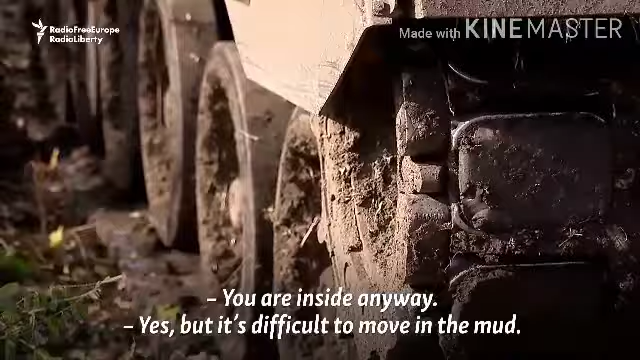 RadioFreeEurope
RadioLiberty
Made with KINEMASTER
– You are inside anyway.
– Yes, but it's difficult to move in the mud.